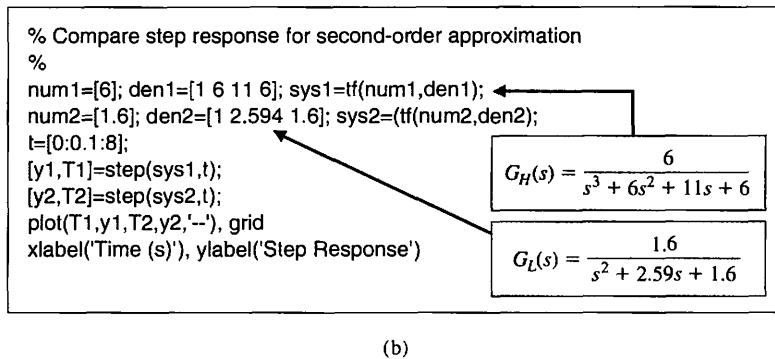 % Compare step response for second-order approximation
%
num1=[6]; den1=[1 6 11 6]; sys1=tf(num1,den1);
num2=[1.6]; den2=[1 2.594 1.6]; sys2=(tf(num2,den2);
t=[0:0.1:8];
[y1,T1]=step(sys1,t);
[y2,T2]=step(sys2,t);
plot(T1,y1,T2,y2,'--'), grid
xlabel('Time (s)'), ylabel('Step Response')
G_H(s) = 6 / (s^3 + 6s^2 + 11s + 6)
G_L(s) = 1.6 / (s^2 + 2.59s + 1.6)
(b)